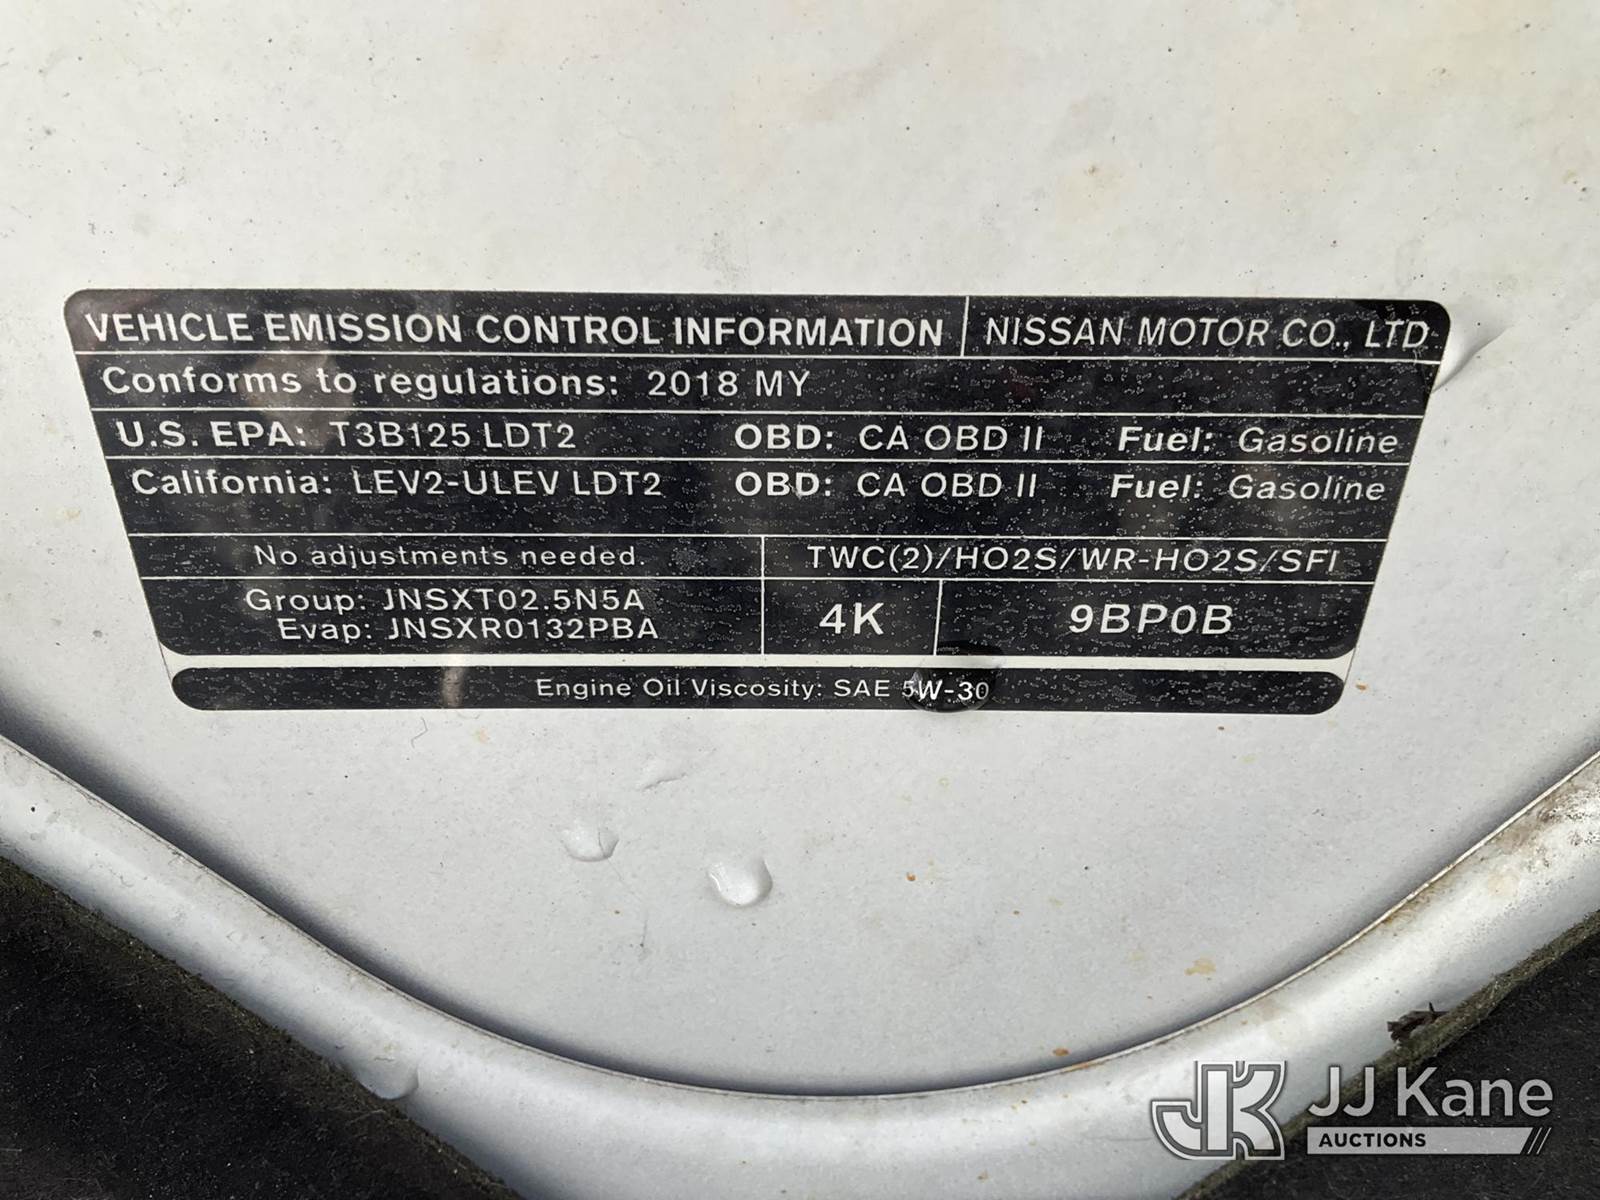 VEHICLE EMISSION CONTROL INFORMATION NISSAN MOTOR CO., LTD
Conforms to regulations: 2018 MY
U.S. EPA: T3B125 LDT2 OBD: CA OBD II Fuel: Gasoline
California: LEV2-ULEV LDT2 OBD: CA OBD II Fuel: Gasoline
No adjustments needed. TWC(2)/HO2S/WR-HO2S/SFI
Group: JNSXT02.5N5A
Evap: JNSXR0132PBA
4K 9BP0B
Engine Oil Viscosity: SAE 5W-30
JK JJ Kane
AUCTIONS